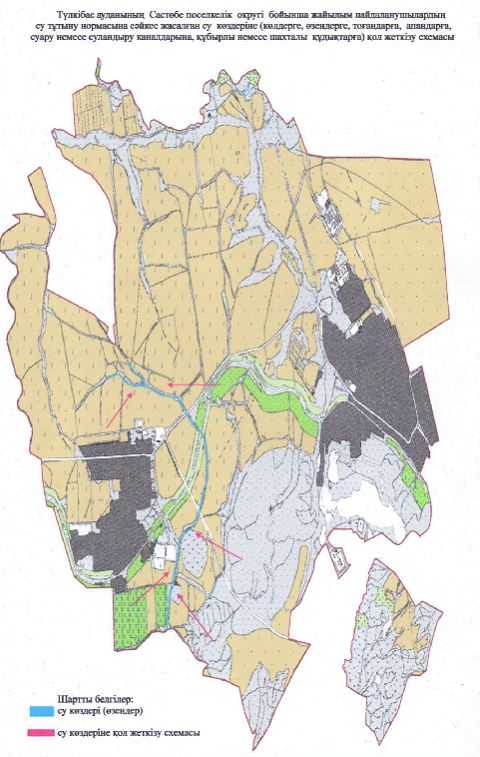 Түлкібас ауданының Састөбе поселкелік округі бойынша жайылым пайдаланушылардың
су тұтыну нормасына сәйкес жасалған су көздеріне (көлдерге, өзендерге, тоғандарға, апандарға,
суару немесе суландыру каналдарына, құбырлы немесе шахталы құдықтарға) қол жеткізу схемасы
Шартты белгілер:
су көздері (өзендер)
су көздеріне қол жеткізу схемасы